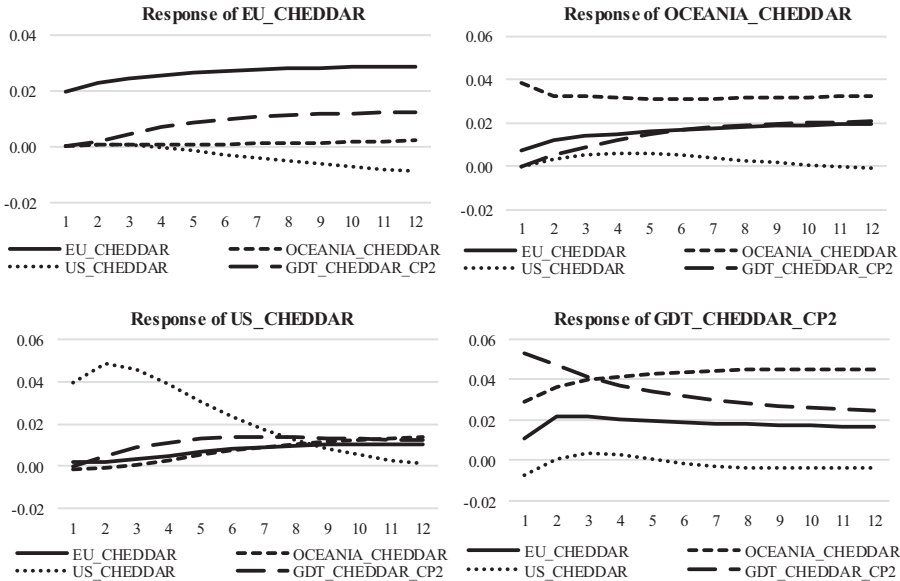 Response of EU_CHEDDAR
0.04
0.02
0.00
-0.02
1 2 3 4 5 6 7 8 9 10 11 12
EU_CHEDDAR OCEANIA_CHEDDAR
US_CHEDDAR GDT_CHEDDAR_CP2
Response of OCEANIA_CHEDDAR
0.06
0.04
0.02
0.00
-0.02
1 2 3 4 5 6 7 8 9 10 11 12
EU_CHEDDAR OCEANIA_CHEDDAR
US_CHEDDAR GDT_CHEDDAR_CP2
Response of US_CHEDDAR
0.06
0.04
0.02
0.00
-0.02
1 2 3 4 5 6 7 8 9 10 11 12
EU_CHEDDAR OCEANIA_CHEDDAR
US_CHEDDAR GDT_CHEDDAR_CP2
Response of GDT_CHEDDAR_CP2
0.06
0.04
0.02
0.00
-0.02
1 2 3 4 5 6 7 8 9 10 11 12
EU_CHEDDAR OCEANIA_CHEDDAR
US_CHEDDAR GDT_CHEDDAR_CP2